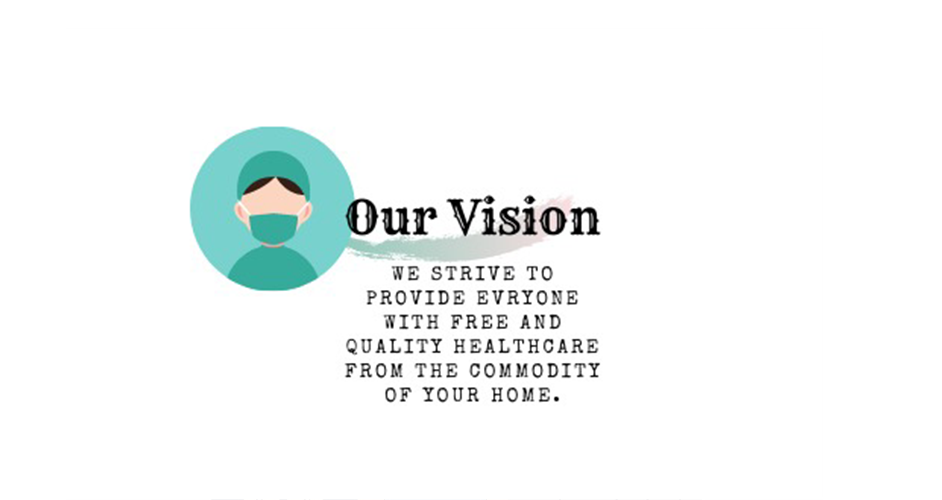 Our Vision
WE STRIVE TO
PROVIDE EVRYONE
WITH FREE AND
QUALITY HEALTHCARE
FROM THE COMMODITY
OF YOUR HOME.